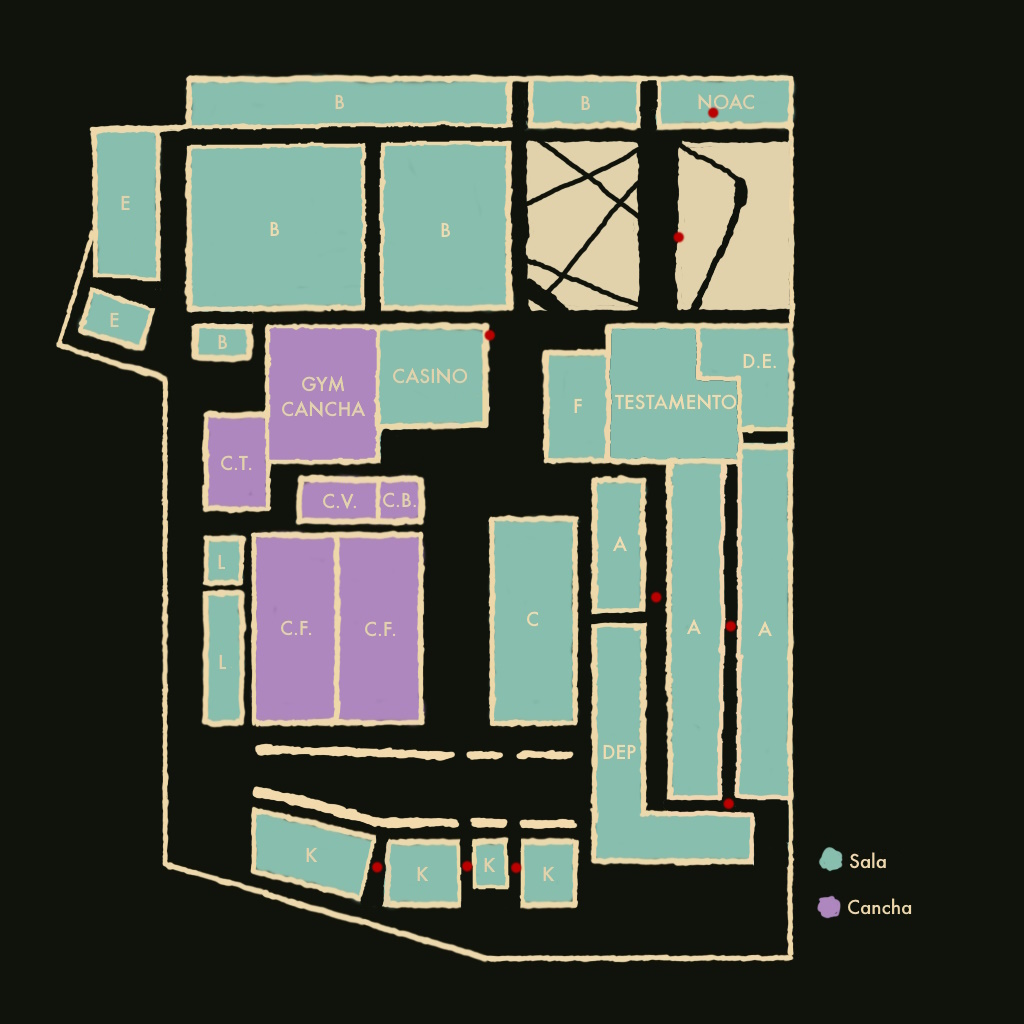 B
B
NOAC
E
B
B
E
B
GYM
CANCHA
CASINO
D.E.
F
TESTAMENTO
C.T.
C.V.
C.B.
L
A
C.F.
C.F.
C
A
A
L
DEP
K
K
K
K
Sala
Cancha